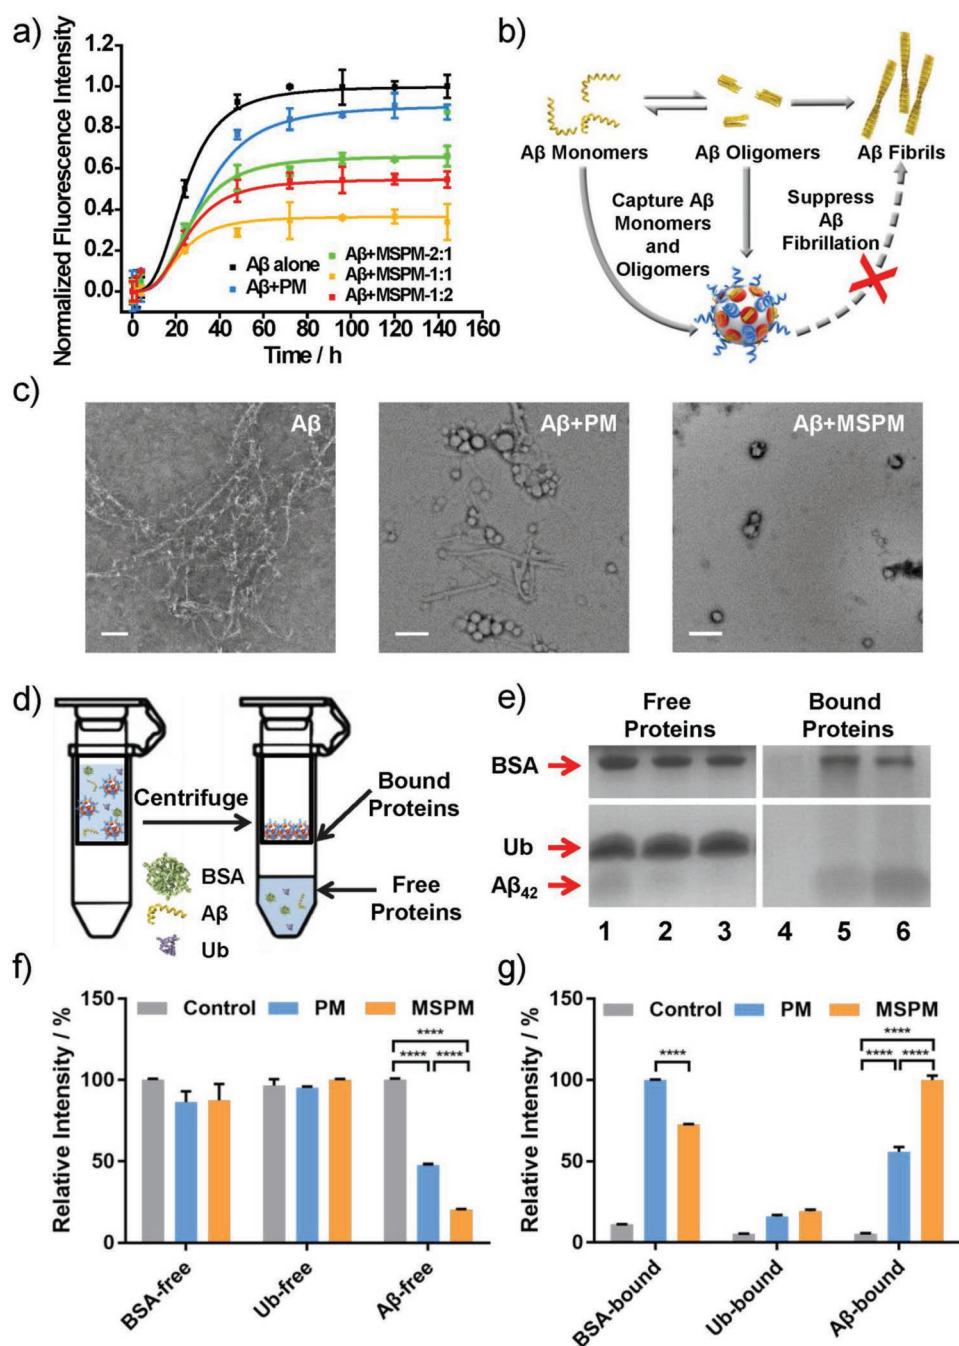 a)
Normalized Fluorescence Intensity
1.2
1.0
0.8
0.6
0.4
0.2
0.0
Aβ alone
Aβ+PM
Aβ+MSPM-2:1
Aβ+MSPM-1:1
Aβ+MSPM-1:2
0 20 40 60 80 100 120 140 160
Time / h
b)
Aβ Monomers
Aβ Oligomers
Aβ Fibrils
Capture Aβ
Monomers
and
Oligomers
Suppress
Aβ
Fibrillation
c)
Aβ
Aβ+PM
Aβ+MSPM
d)
Centrifuge
BSA
Aβ
Ub
Bound
Proteins
Free
Proteins
e)
Free
Proteins
Bound
Proteins
BSA
Ub
Aβ42
1 2 3 4 5 6
f)
Relative Intensity / %
150
100
50
0
Control PM MSPM
****
**** ****
BSA-free
Ub-free
Aβ-free
g)
Relative Intensity / %
150
100
50
0
Control PM MSPM
****
****
**** ****
BSA-bound
Ub-bound
Aβ-bound